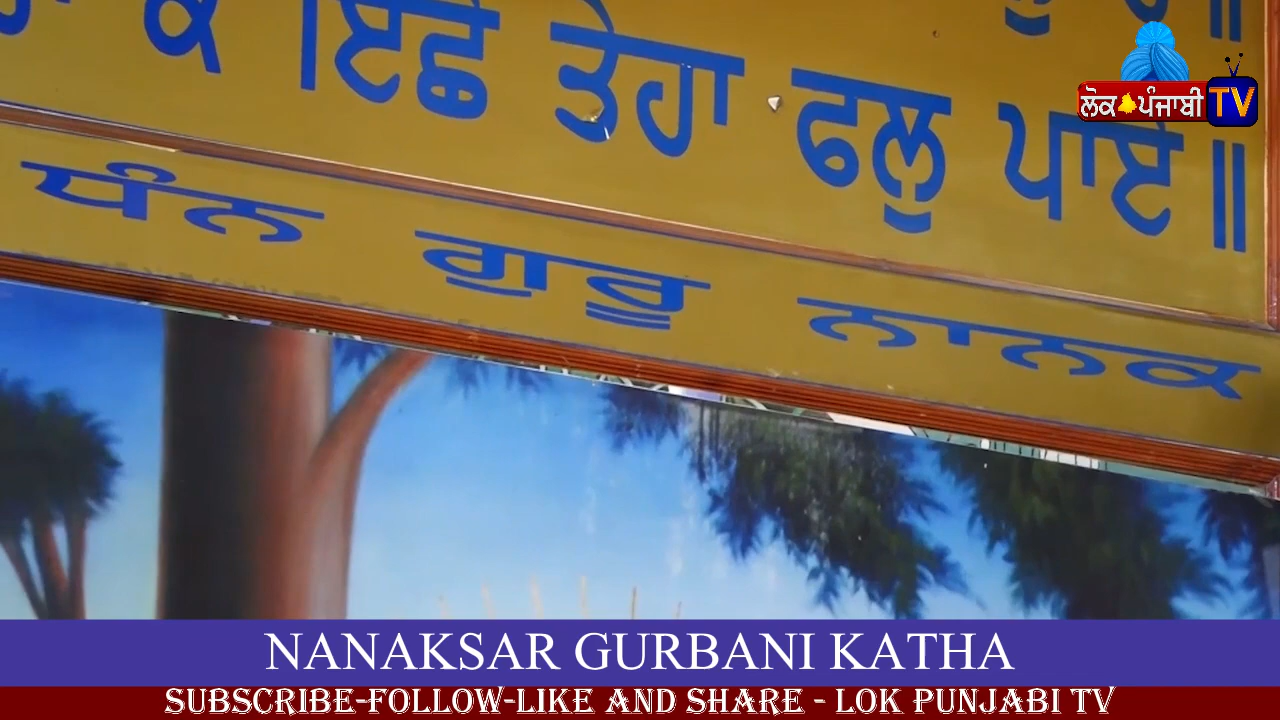 ਕ ਇਛੈ ਤੇਹਾ ਫਲੁ ਪਾਏ॥
ਧੰਨ ਗੁਰੂ ਨਾਨਕ
ਲੋਕ ਪੰਜਾਬੀ TV
NANAKSAR GURBANI KATHA
SUBSCRIBE-FOLLOW-LIKE AND SHARE - LOK PUNJABI TV